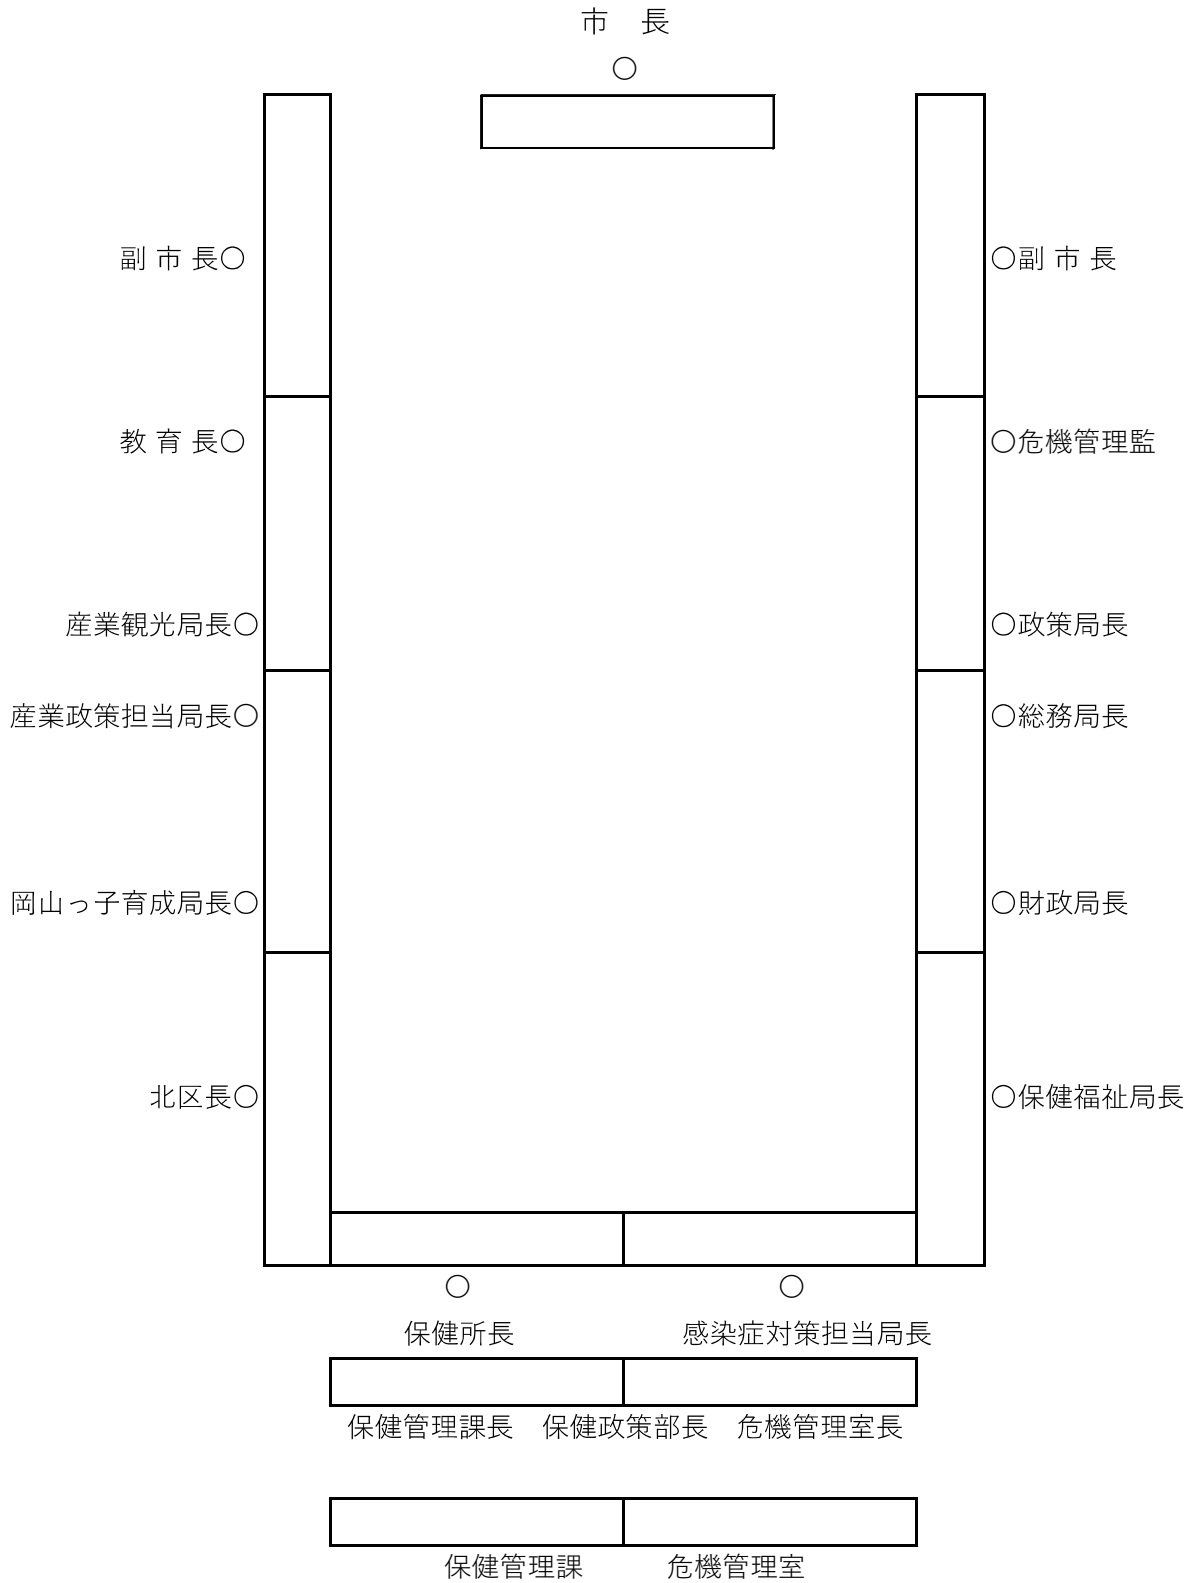 市　長
○
副 市 長○　○副 市 長
教 育 長○　○危機管理監
産業観光局長○　○政策局長
産業政策担当局長○　○総務局長
岡山っ子育成局長○　○財政局長
北区長○　○保健福祉局長
○　○
保健所長　感染症対策担当局長
保健管理課長　保健政策部長　危機管理室長
保健管理課　危機管理室